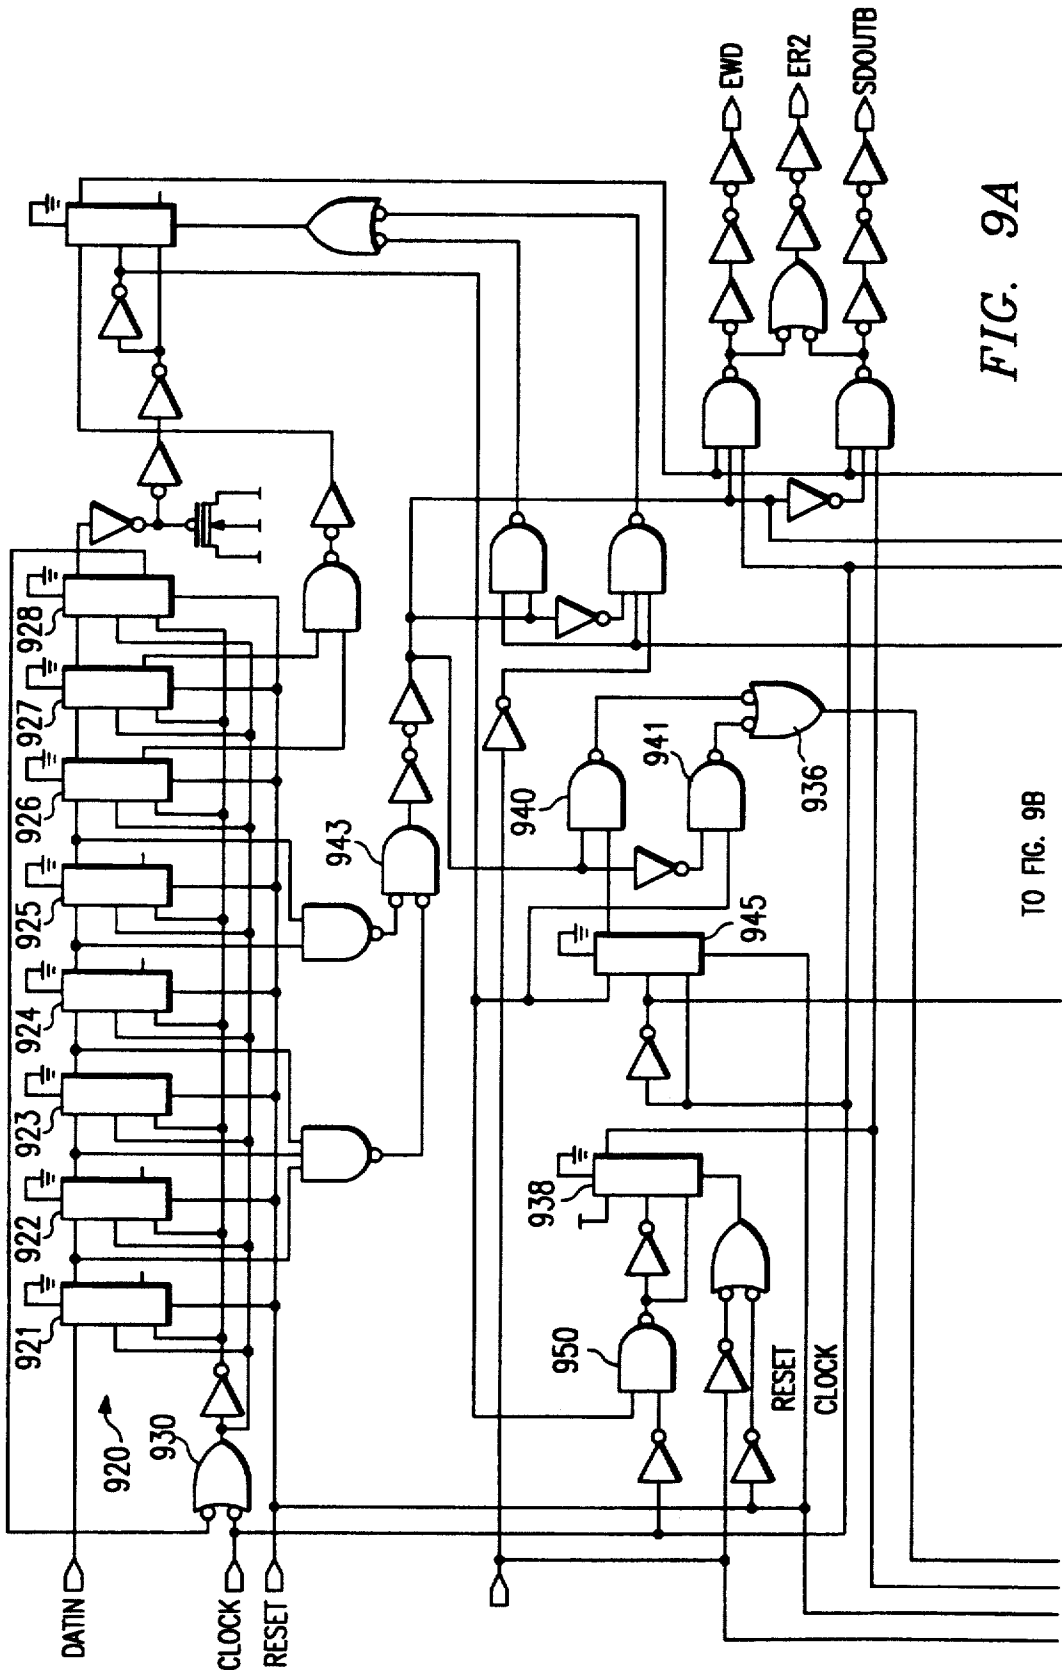 DATIN
CLOCK
RESET
920
930
921
922
923
924
925
926
927
928
943
940
941
936
945
938
950
RESET
CLOCK
EWD
ER2
SDOUTB
TO FIG. 9B
FIG. 9A